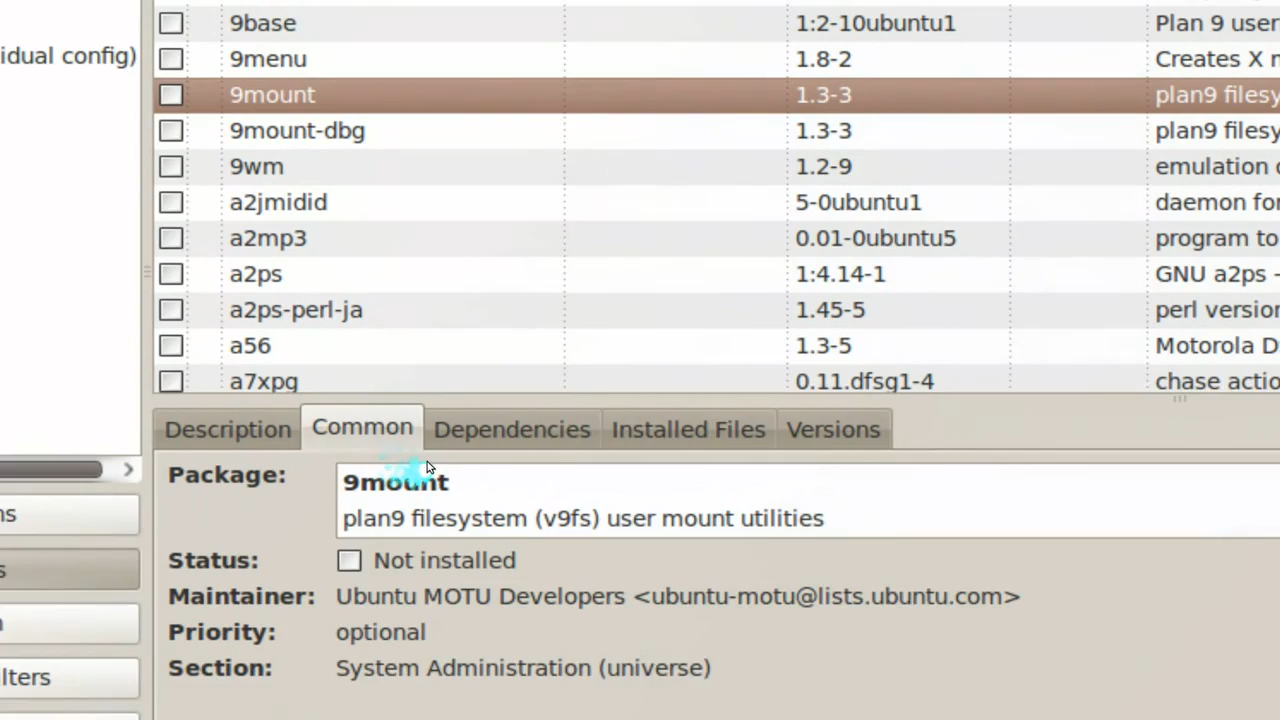 9base 1:2-10ubuntu1 Plan 9 user
idual config) 9menu 1.8-2 Creates X
9mount 1.3-3 plan9 filesy
9mount-dbg 1.3-3 plan9 filesy
9wm 1.2-9 emulation
a2jmidid 5-0ubuntu1 daemon for
a2mp3 0.01-0ubuntu5 program to
a2ps 1:4.14-1 GNU a2ps -
a2ps-perl-ja 1.45-5 perl version
a56 1.3-5 Motorola D
a7xpg 0.11.dfsg1-4 chase actio
Description Common Dependencies Installed Files Versions
Package: 9mount
plan9 filesystem (v9fs) user mount utilities
ns
Status: Not installed
s
Maintainer: Ubuntu MOTU Developers <ubuntu-motu@lists.ubuntu.com>
Priority: optional
Section: System Administration (universe)
lters